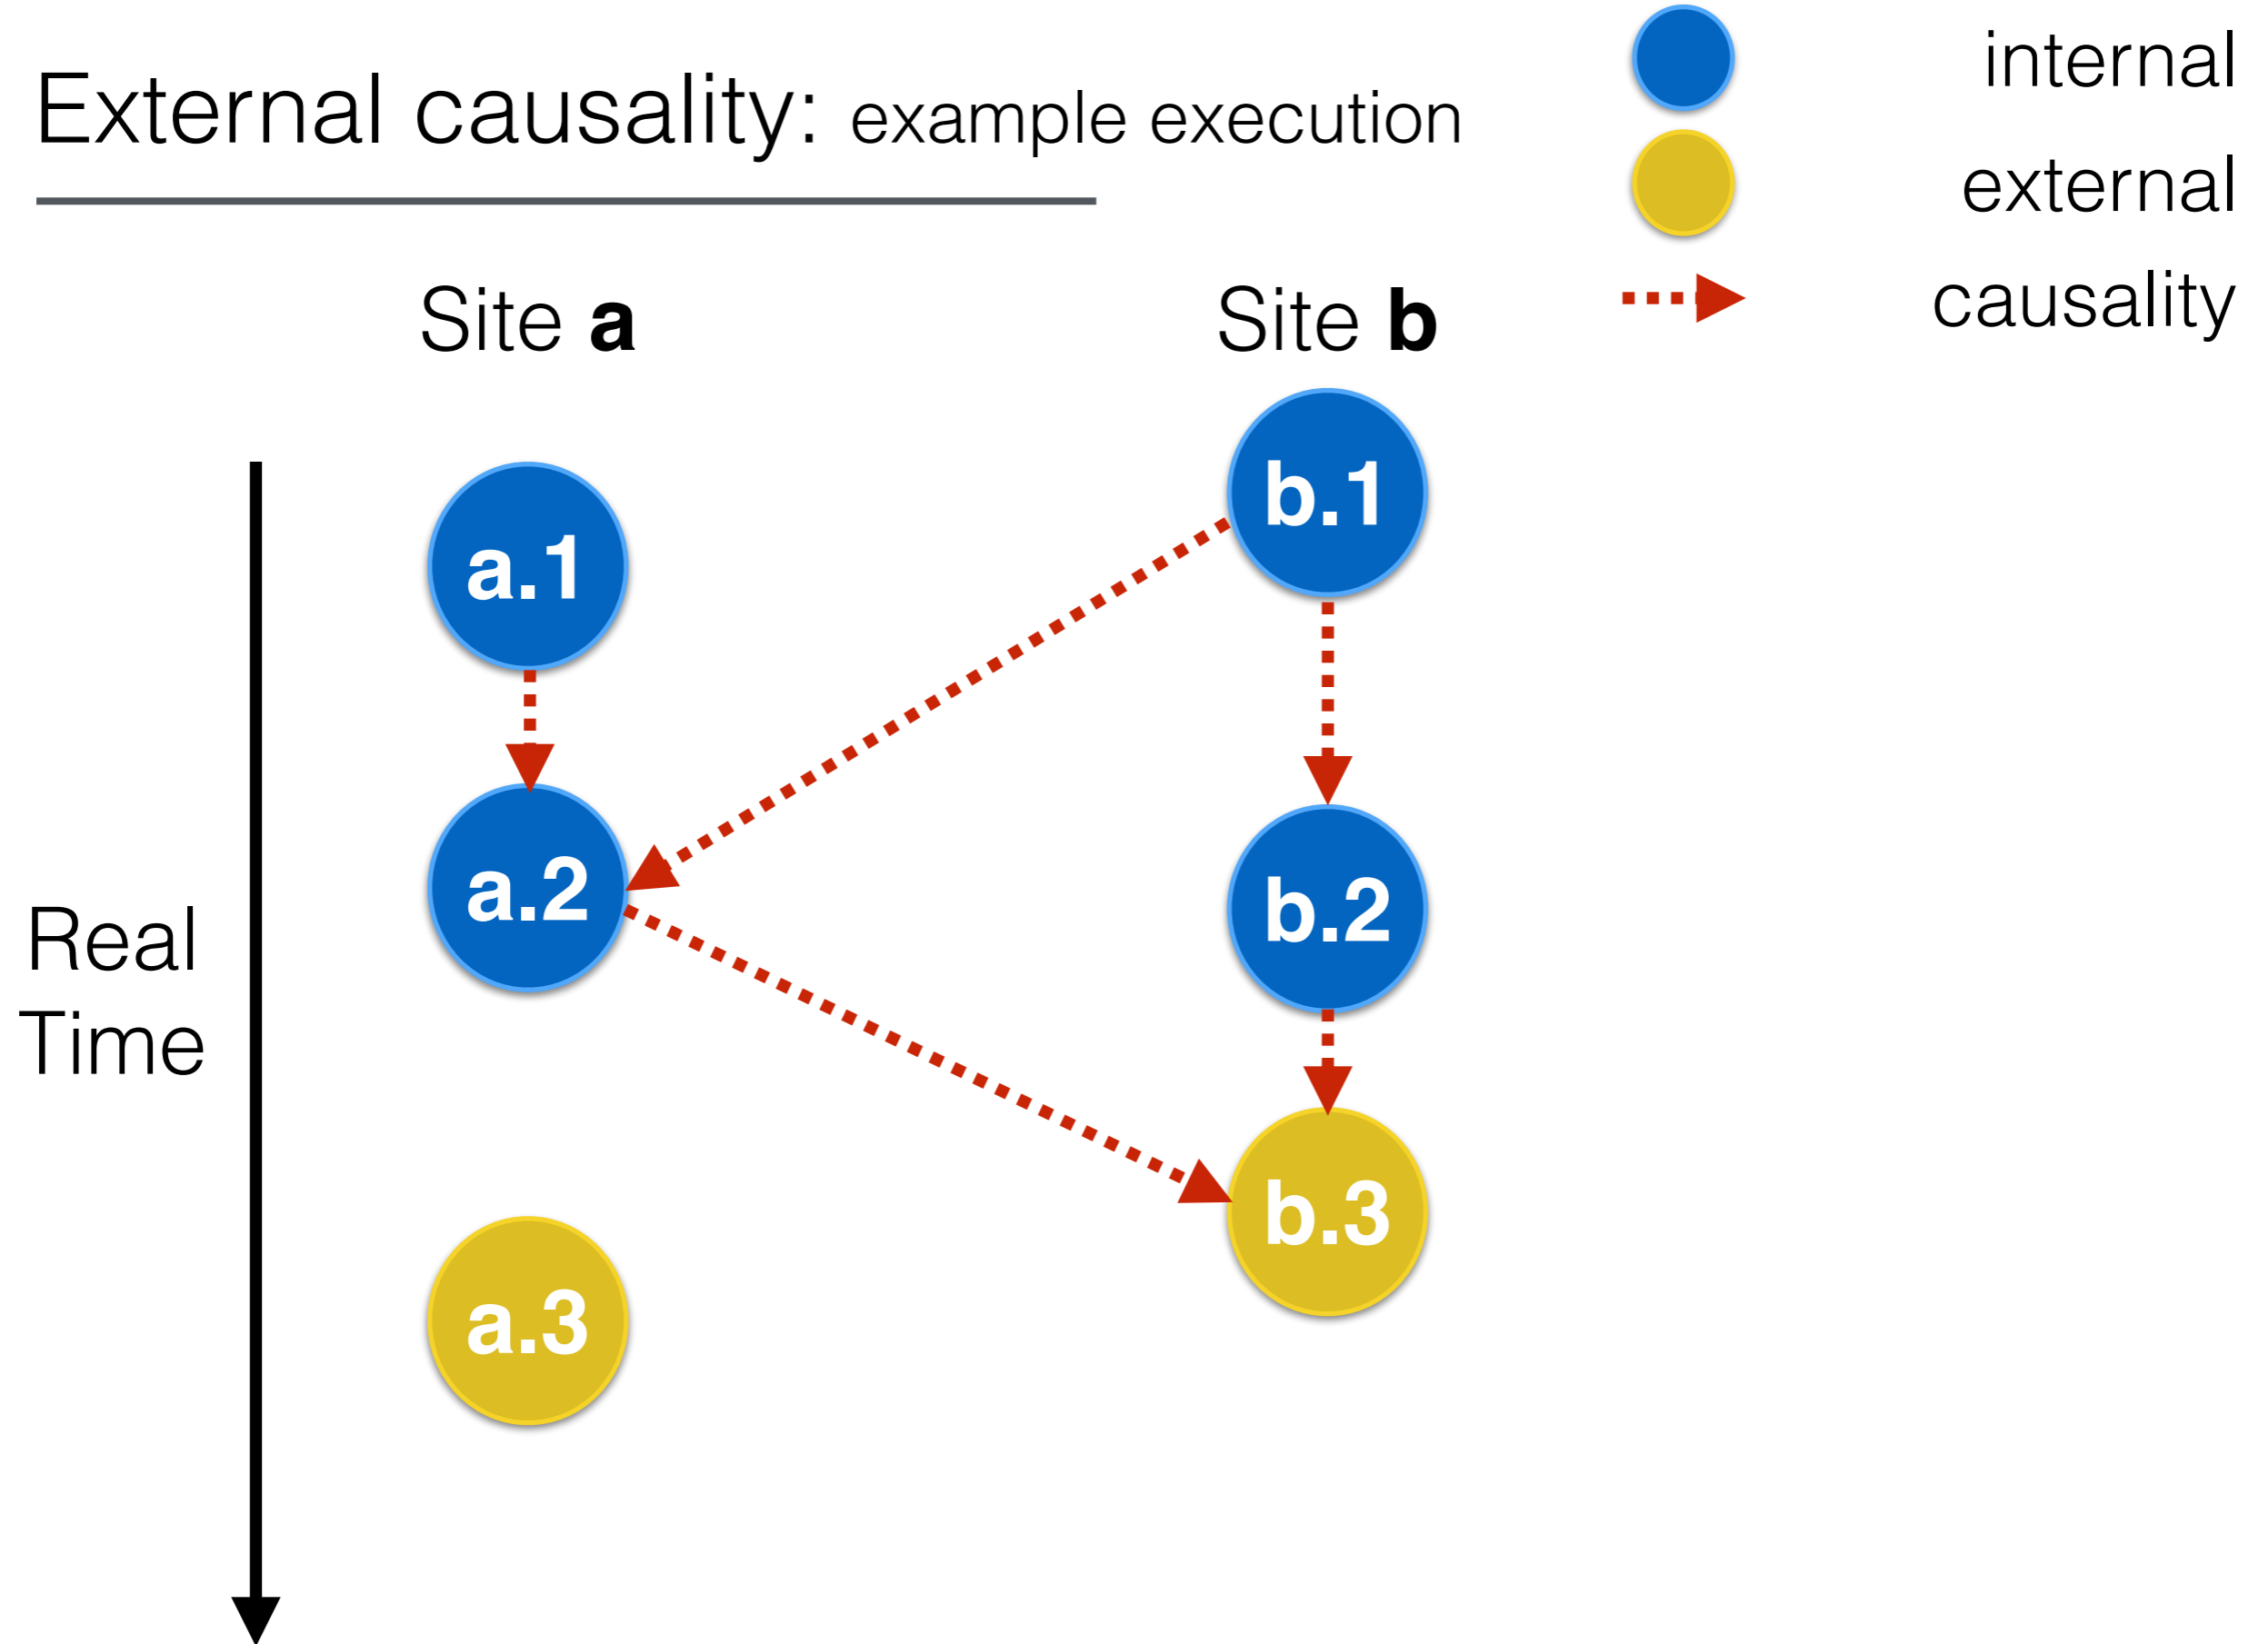 External causality: example execution
internal
external
causality
Site a
Site b
a.1
b.1
a.2
b.2
Real
Time
b.3
a.3